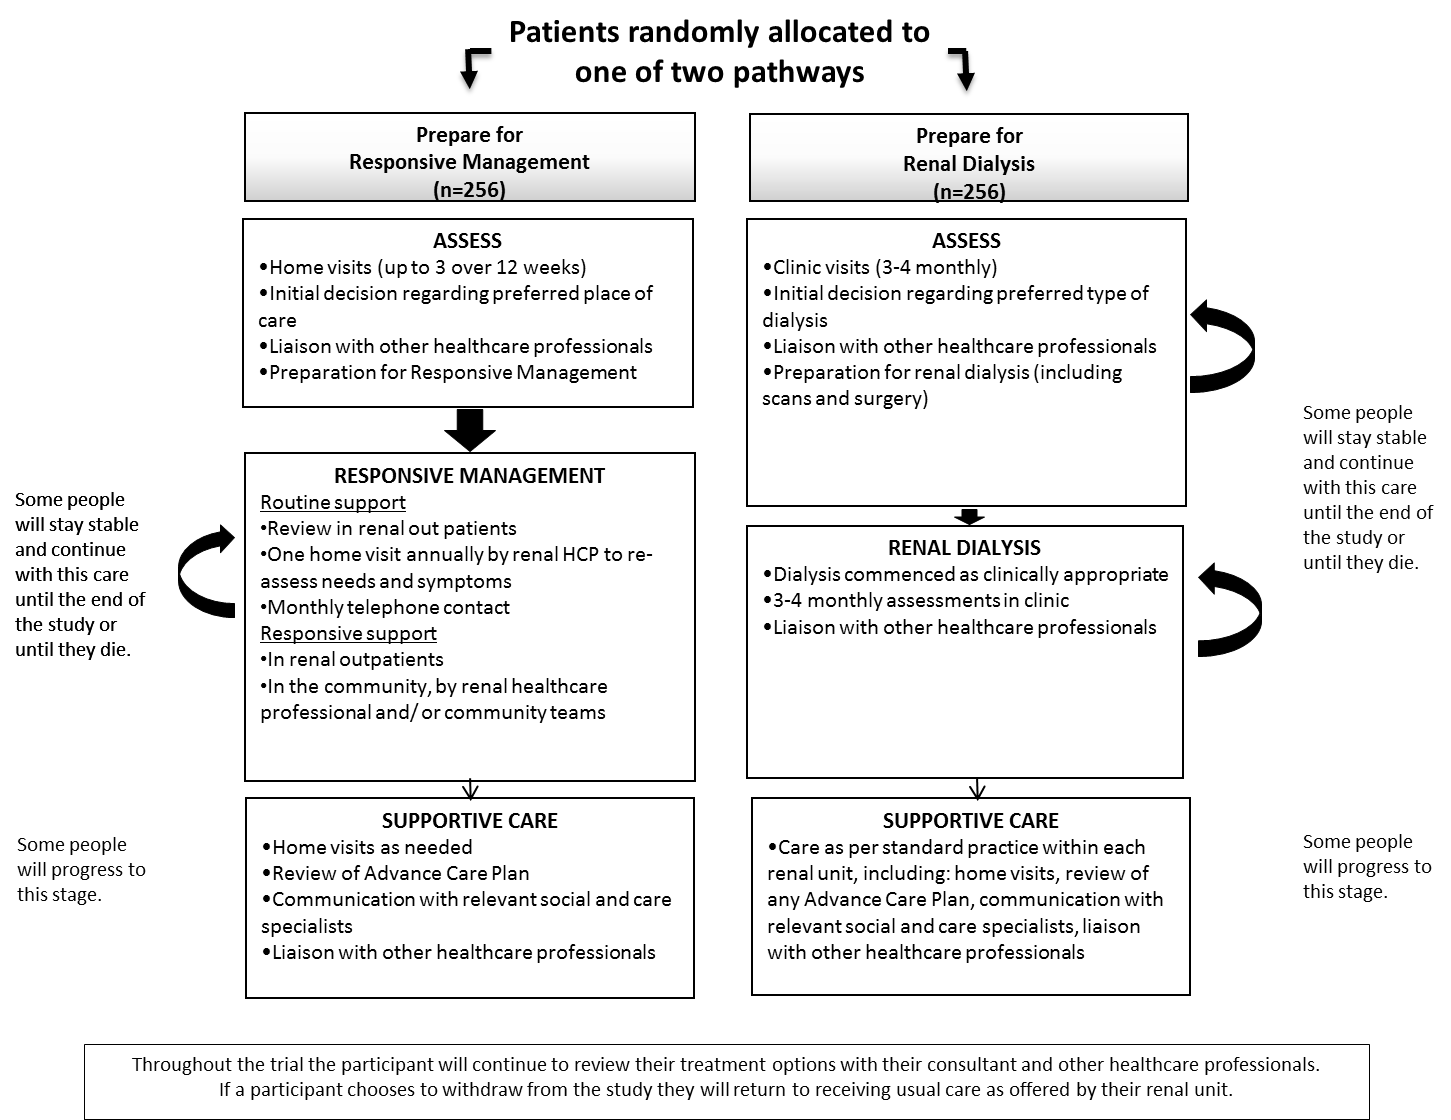 Patients randomly allocated to
one of two pathways
Prepare for
Responsive Management
(n=256)
Prepare for
Renal Dialysis
(n=256)
ASSESS
•Home visits (up to 3 over 12 weeks)
•Initial decision regarding preferred place of
care
•Liaison with other healthcare professionals
•Preparation for Responsive Management
ASSESS
•Clinic visits (3-4 monthly)
•Initial decision regarding preferred type of
dialysis
•Liaison with other healthcare professionals
•Preparation for renal dialysis (including
scans and surgery)
Some people
will stay stable
and continue
with this care
until the end of
the study or
until they die.
RESPONSIVE MANAGEMENT
Routine support
•Review in renal out patients
•One home visit annually by renal HCP to re-
assess needs and symptoms
•Monthly telephone contact
Responsive support
•In renal outpatients
•In the community, by renal healthcare
professional and/ or community teams
RENAL DIALYSIS
•Dialysis commenced as clinically appropriate
•3-4 monthly assessments in clinic
•Liaison with other healthcare professionals
Some people
will stay stable
and continue
with this care
until the end of
the study or
until they die.
Some people
will progress to
this stage.
SUPPORTIVE CARE
•Home visits as needed
•Review of Advance Care Plan
•Communication with relevant social and care
specialists
•Liaison with other healthcare professionals
SUPPORTIVE CARE
•Care as per standard practice within each
renal unit, including: home visits, review of
any Advance Care Plan, communication with
relevant social and care specialists, liaison
with other healthcare professionals
Some people
will progress to
this stage.
Throughout the trial the participant will continue to review their treatment options with their consultant and other healthcare professionals.
If a participant chooses to withdraw from the study they will return to receiving usual care as offered by their renal unit.